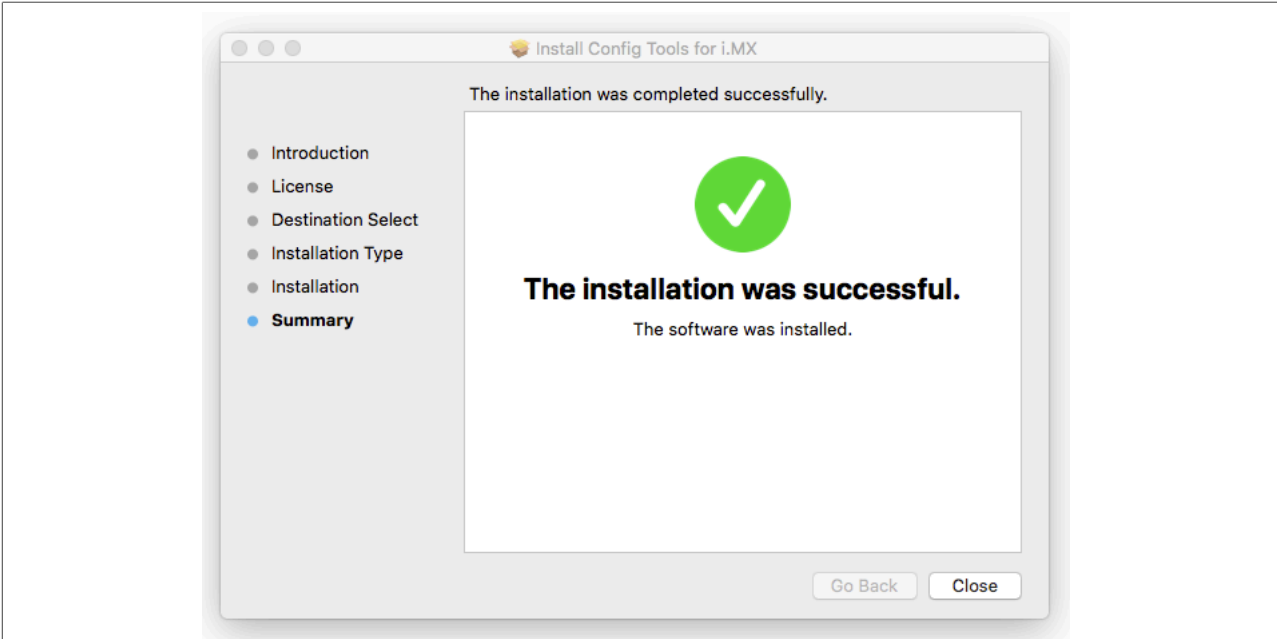 Install Config Tools for i.MX
The installation was completed successfully.
Introduction
License
Destination Select
Installation Type
Installation
Summary
The installation was successful.
The software was installed.
Go Back
Close